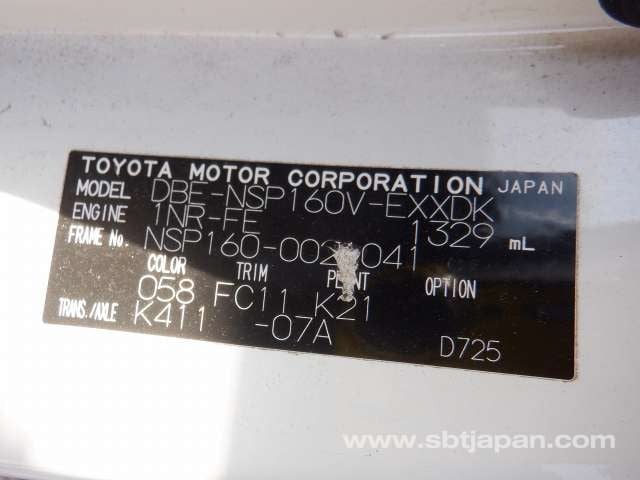 TOYOTA MOTOR CORPORATION JAPAN
MODEL DBE-NSP160V-EXXDK
ENGINE 1NR-FE 1329 mL
FRAME No.
COLOR TRIM PLANT OPTION
058 FC11 K21
TRANS./AXLE K411 -07A
D725
www.sbtjapan.com